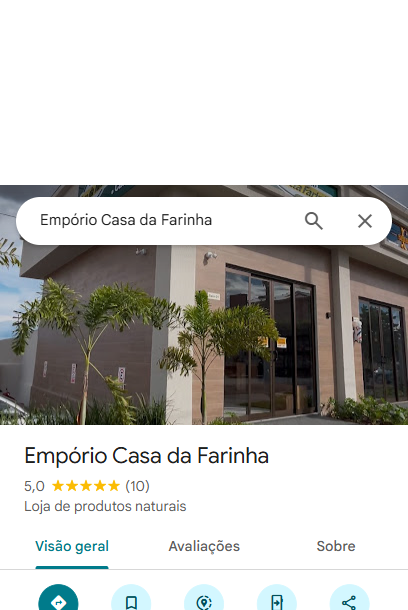 Empório Casa da Farinha
Empório Casa da Farinha
5,0 (10)
Loja de produtos naturais
Visão geral Avaliações Sobre